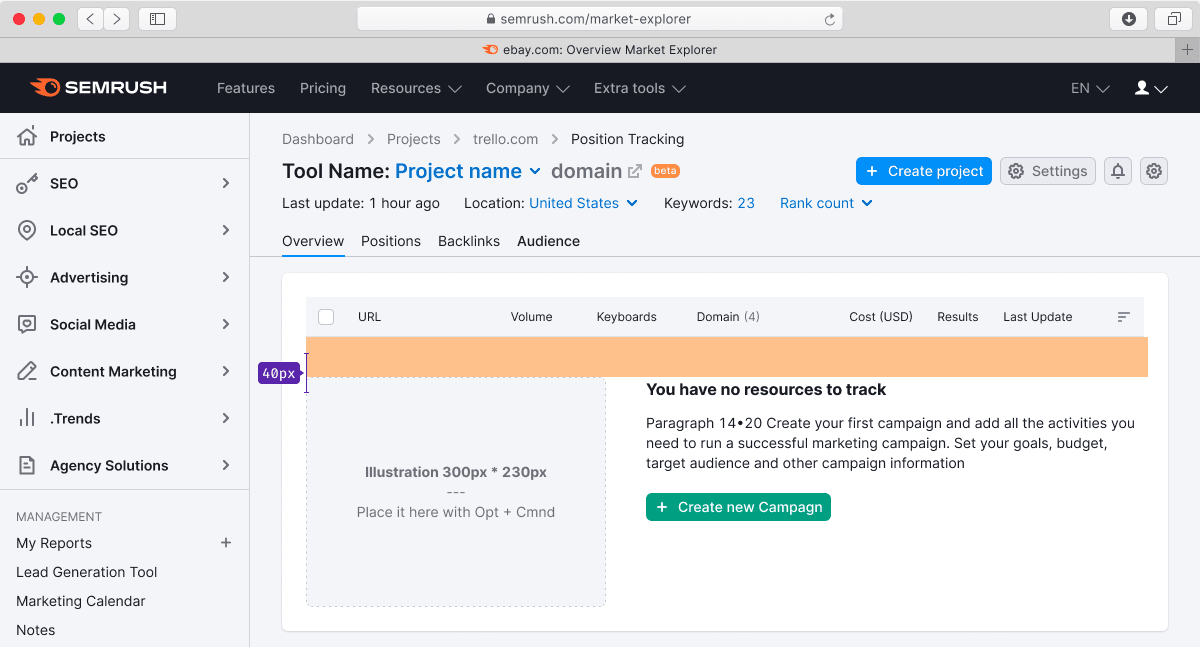 semrush.com/market-explorer
ebay.com: Overview Market Explorer
SEMRUSH Features Pricing Resources Company Extra tools EN
Projects
SEO
Local SEO
Advertising
Social Media
Content Marketing
.Trends
Agency Solutions
MANAGEMENT
My Reports
Lead Generation Tool
Marketing Calendar
Notes
Dashboard Projects trello.com Position Tracking
Tool Name: Project name domain beta + Create project Settings
Last update: 1 hour ago Location: United States Keywords: 23 Rank count
Overview Positions Backlinks Audience
URL Volume Keyboards Domain (4) Cost (USD) Results Last Update
40px
Illustration 300px * 230px
---
Place it here with Opt + Cmnd
You have no resources to track
Paragraph 14•20 Create your first campaign and add all the activities you
need to run a successful marketing campaign. Set your goals, budget,
target audience and other campaign information
+ Create new Campagn